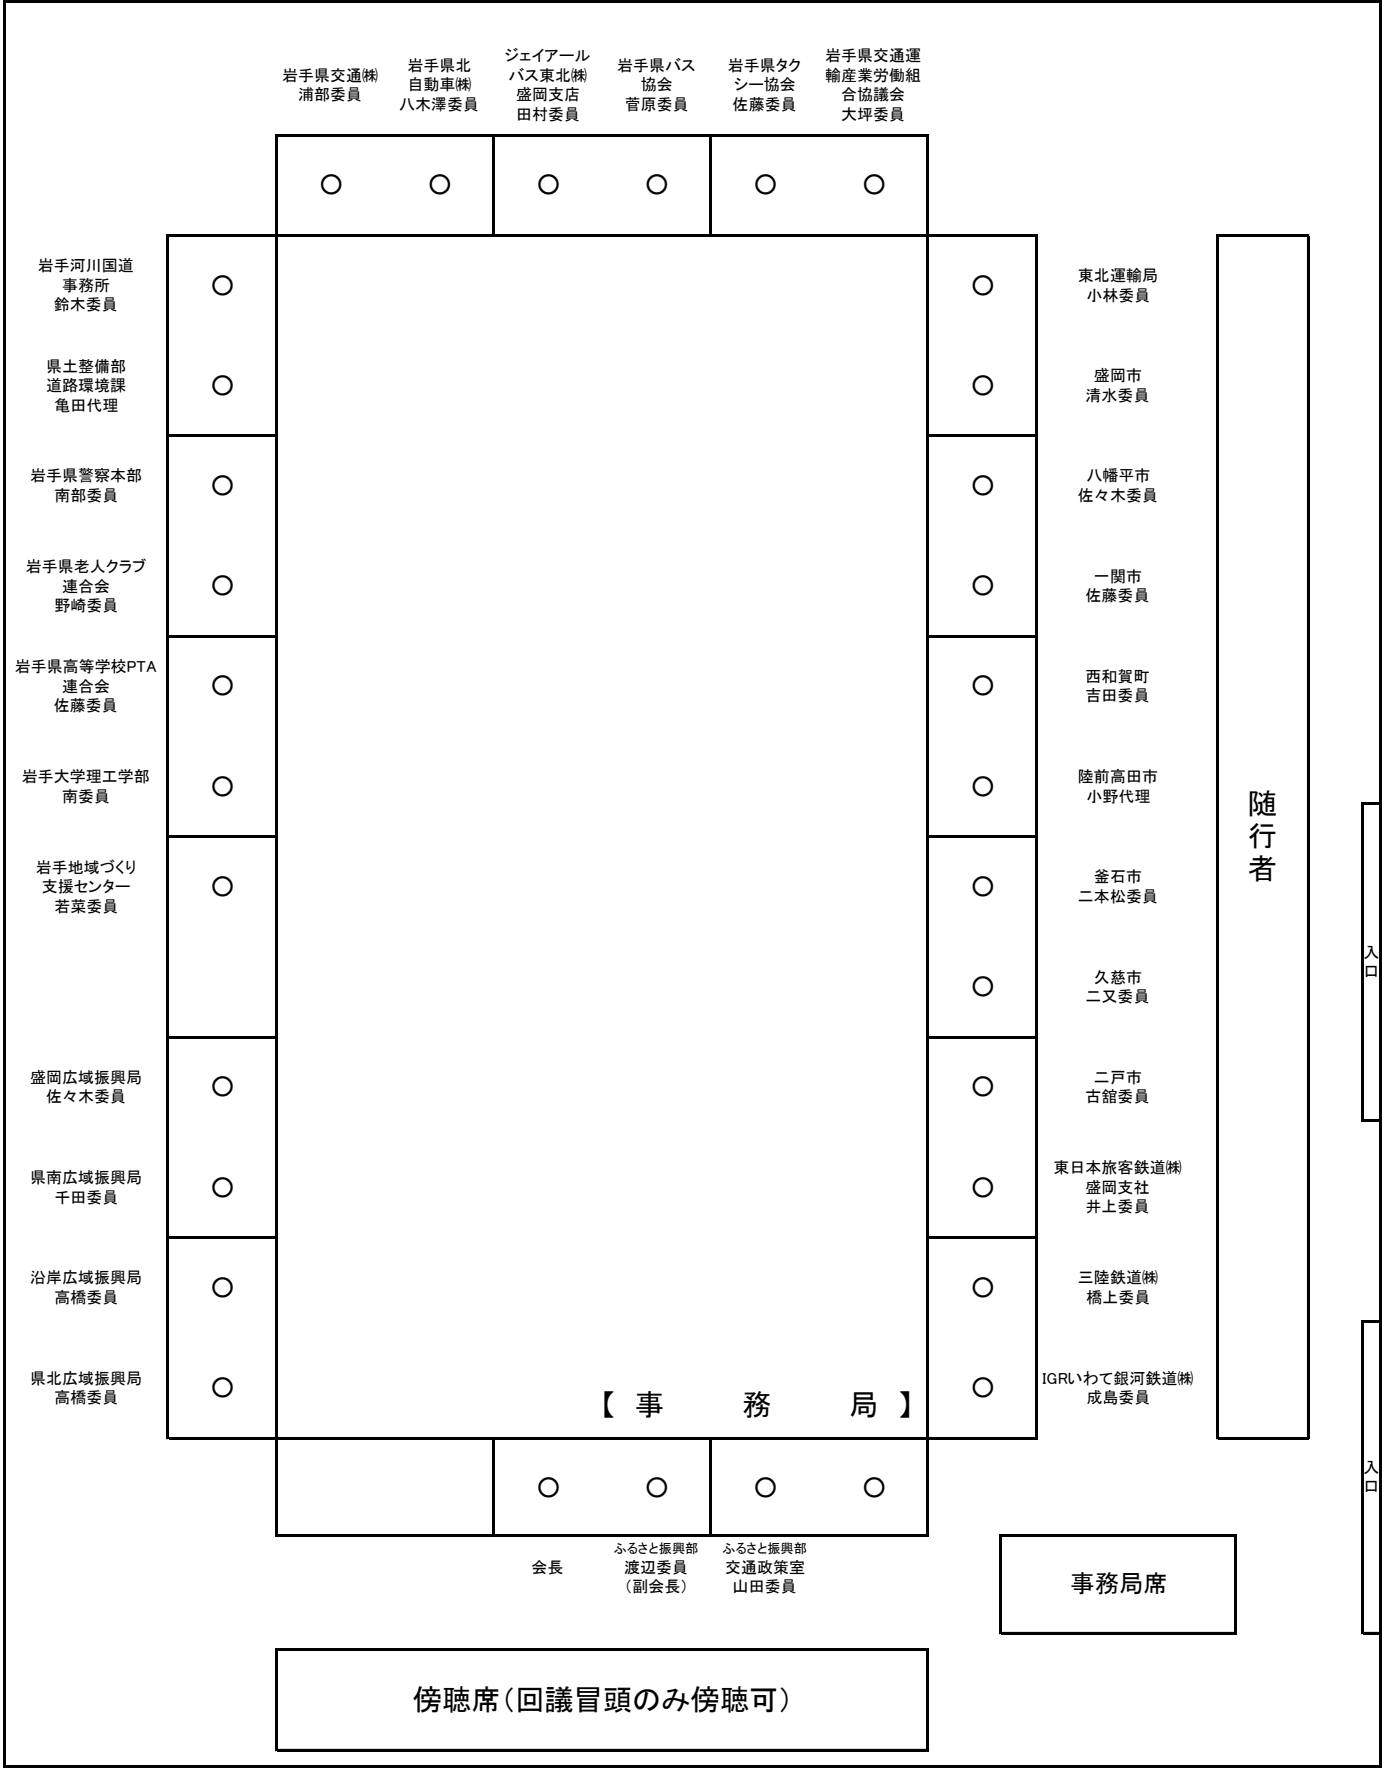 岩手県交通㈱
浦部委員
岩手県北
自動車㈱
八木澤委員
ジェイアール
バス東北㈱
盛岡支店
田村委員
岩手県バス
協会
菅原委員
岩手県タク
シー協会
佐藤委員
岩手県交通運
輸産業労働組
合協議会
大坪委員
岩手河川国道
事務所
鈴木委員
県土整備部
道路環境課
亀田代理
岩手県警察本部
南部委員
岩手県老人クラブ
連合会
野崎委員
岩手県高等学校PTA
連合会
佐藤委員
岩手大学理工学部
南委員
岩手地域づくり
支援センター
若菜委員
盛岡広域振興局
佐々木委員
県南広域振興局
千田委員
沿岸広域振興局
高橋委員
県北広域振興局
高橋委員
東北運輸局
小林委員
盛岡市
清水委員
八幡平市
佐々木委員
一関市
佐藤委員
西和賀町
吉田委員
陸前高田市
小野代理
釜石市
二本松委員
久慈市
二又委員
二戸市
古舘委員
東日本旅客鉄道㈱
盛岡支社
井上委員
三陸鉄道㈱
橋上委員
IGRいわて銀河鉄道㈱
成島委員
随行者
入口
入口
【 事 務 局 】
会長
ふるさと振興部
渡辺委員
（副会長）
ふるさと振興部
交通政策室
山田委員
事務局席
傍聴席（回議冒頭のみ傍聴可）